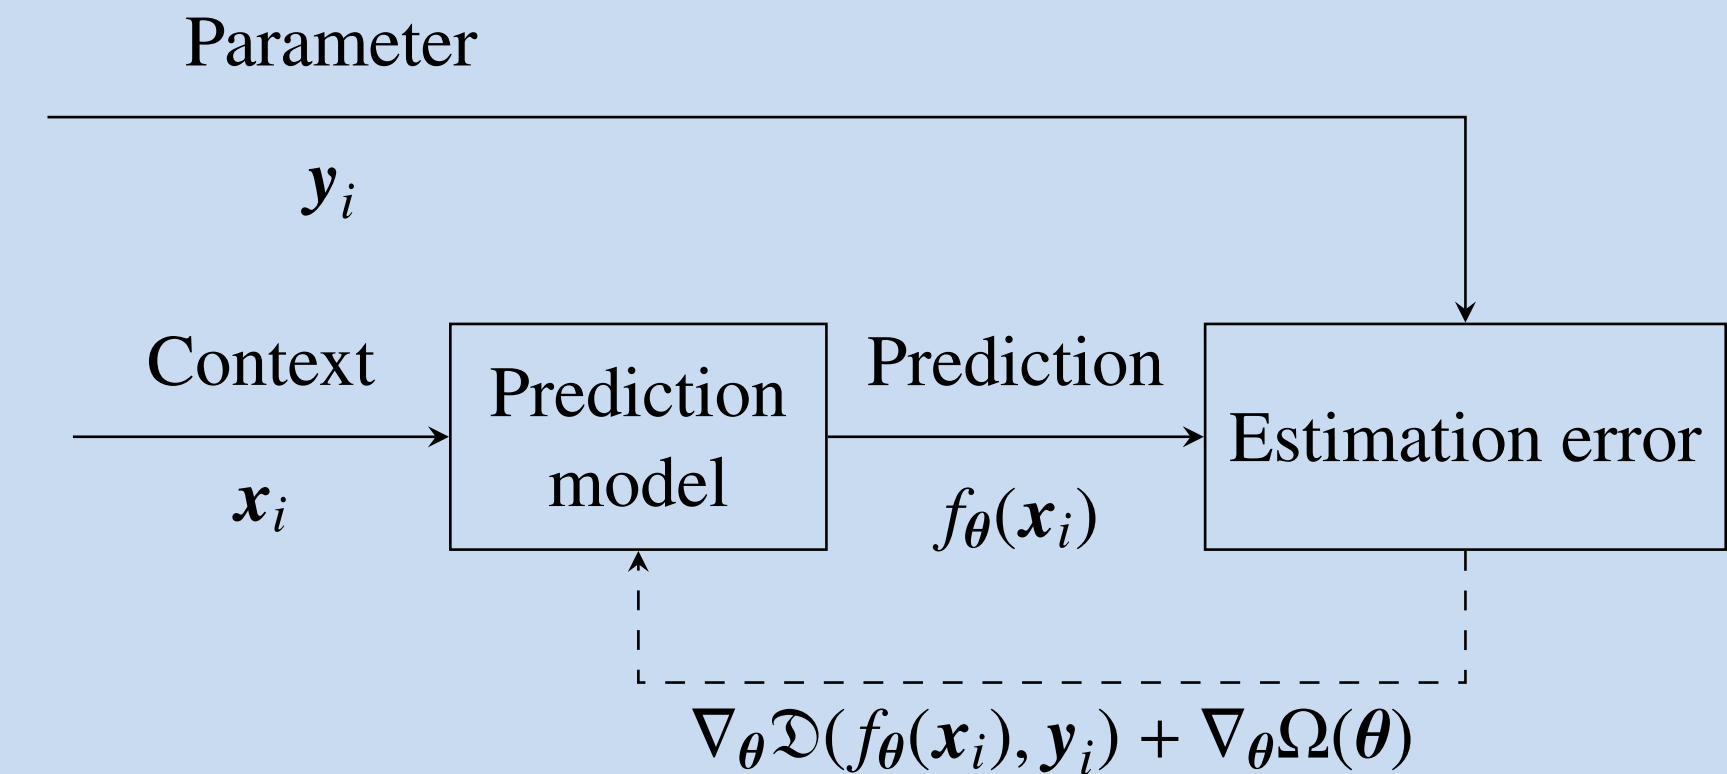 Parameter
𝒚ᵢ
Context
𝒙ᵢ
Prediction
model
Prediction
f_𝜽(𝒙ᵢ)
Estimation error
∇_𝜽𝔇(f_𝜽(𝒙ᵢ), 𝒚ᵢ) + ∇_𝜽Ω(𝜽)